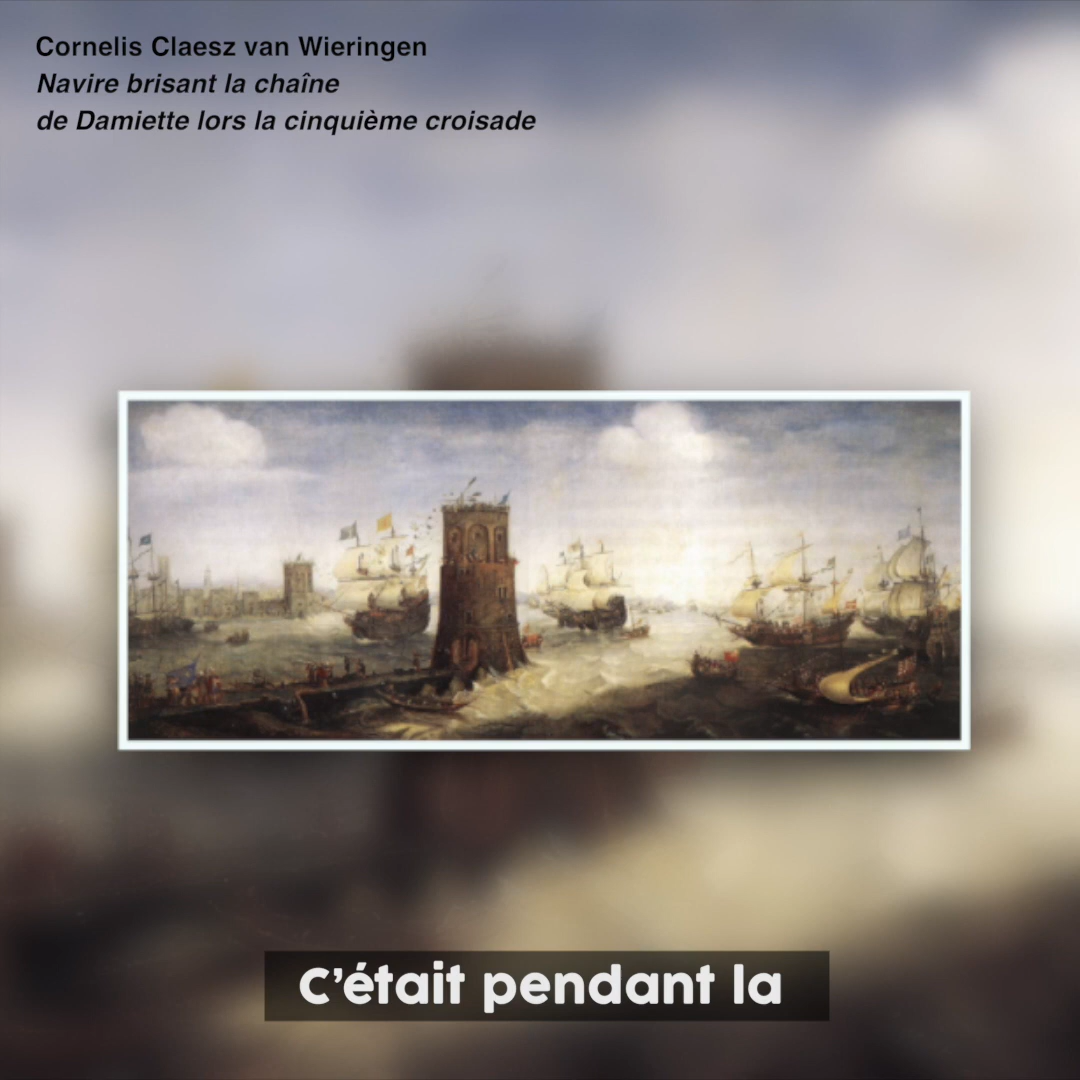 Cornelis Claesz van Wieringen
Navire brisant la chaîne
de Damiette lors la cinquième croisade
C'était pendant la